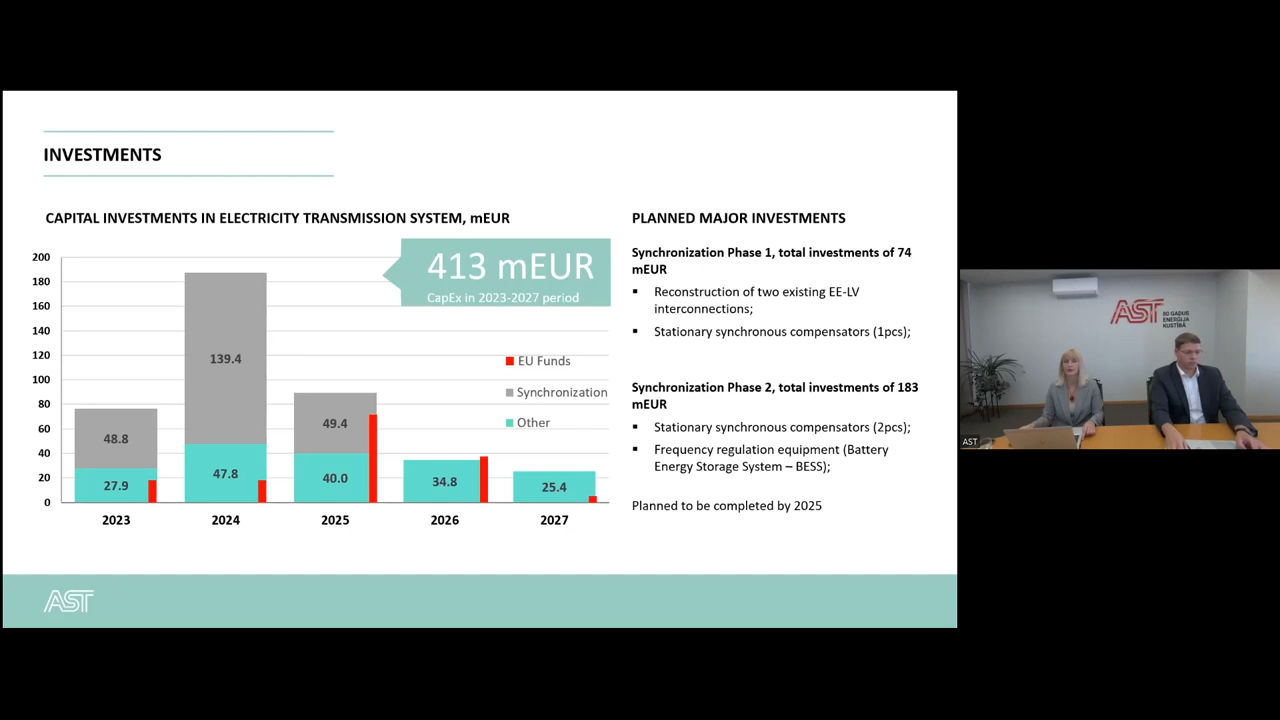 INVESTMENTS
CAPITAL INVESTMENTS IN ELECTRICITY TRANSMISSION SYSTEM, mEUR
413 mEUR
CapEx in 2023-2027 period
200
180
160
140
120
100
80
60
40
20
0
48.8
27.9
139.4
47.8
49.4
40.0
34.8
25.4
2023
2024
2025
2026
2027
EU Funds
Synchronization
Other
PLANNED MAJOR INVESTMENTS
Synchronization Phase 1, total investments of 74
mEUR
▪ Reconstruction of two existing EE-LV
interconnections;
▪ Stationary synchronous compensators (1pcs);
Synchronization Phase 2, total investments of 183
mEUR
▪ Stationary synchronous compensators (2pcs);
▪ Frequency regulation equipment (Battery
Energy Storage System – BESS);
Planned to be completed by 2025
AST
AST
80 GADUS
ENERĢIJA
KUSTĪBĀ
AST